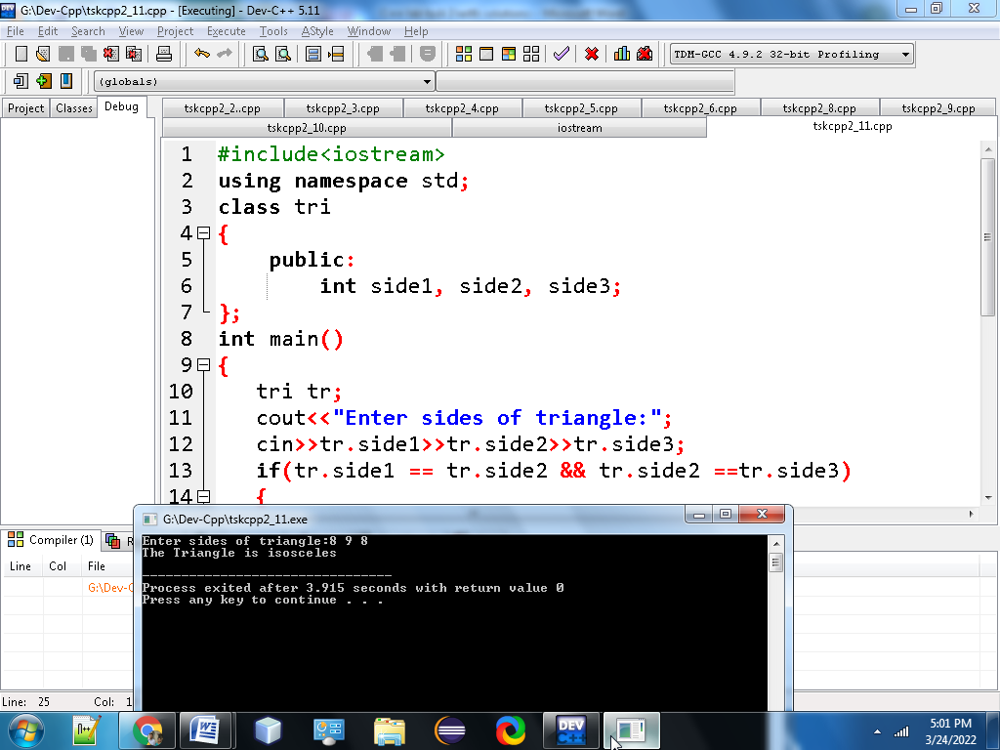 G:\Dev-Cpp\tskcpp2_11.cpp - [Executing] - Dev-C++ 5.11
File Edit Search View Project Execute Tools AStyle Window Help
TDM-GCC 4.9.2 32-bit Profiling
(globals)
Project Classes Debug
tskcpp2_2..cpp tskcpp2_3.cpp tskcpp2_4.cpp tskcpp2_5.cpp tskcpp2_6.cpp tskcpp2_8.cpp tskcpp2_9.cpp
tskcpp2_10.cpp iostream tskcpp2_11.cpp
1 #include<iostream>
2 using namespace std;
3 class tri
4 {
5 public:
6 int side1, side2, side3;
7 };
8 int main()
9 {
10 tri tr;
11 cout<<"Enter sides of triangle:";
12 cin>>tr.side1>>tr.side2>>tr.side3;
13 if(tr.side1 == tr.side2 && tr.side2 ==tr.side3)
14 {
G:\Dev-Cpp\tskcpp2_11.exe
Enter sides of triangle:8 9 8
The Triangle is isosceles
--------------------------------
Process exited after 3.915 seconds with return value 0
Press any key to continue . . .
Compiler (1) R
Line Col File
G:\Dev-C
Line: 25 Col: 1
DEV
C++
5:01 PM
3/24/2022